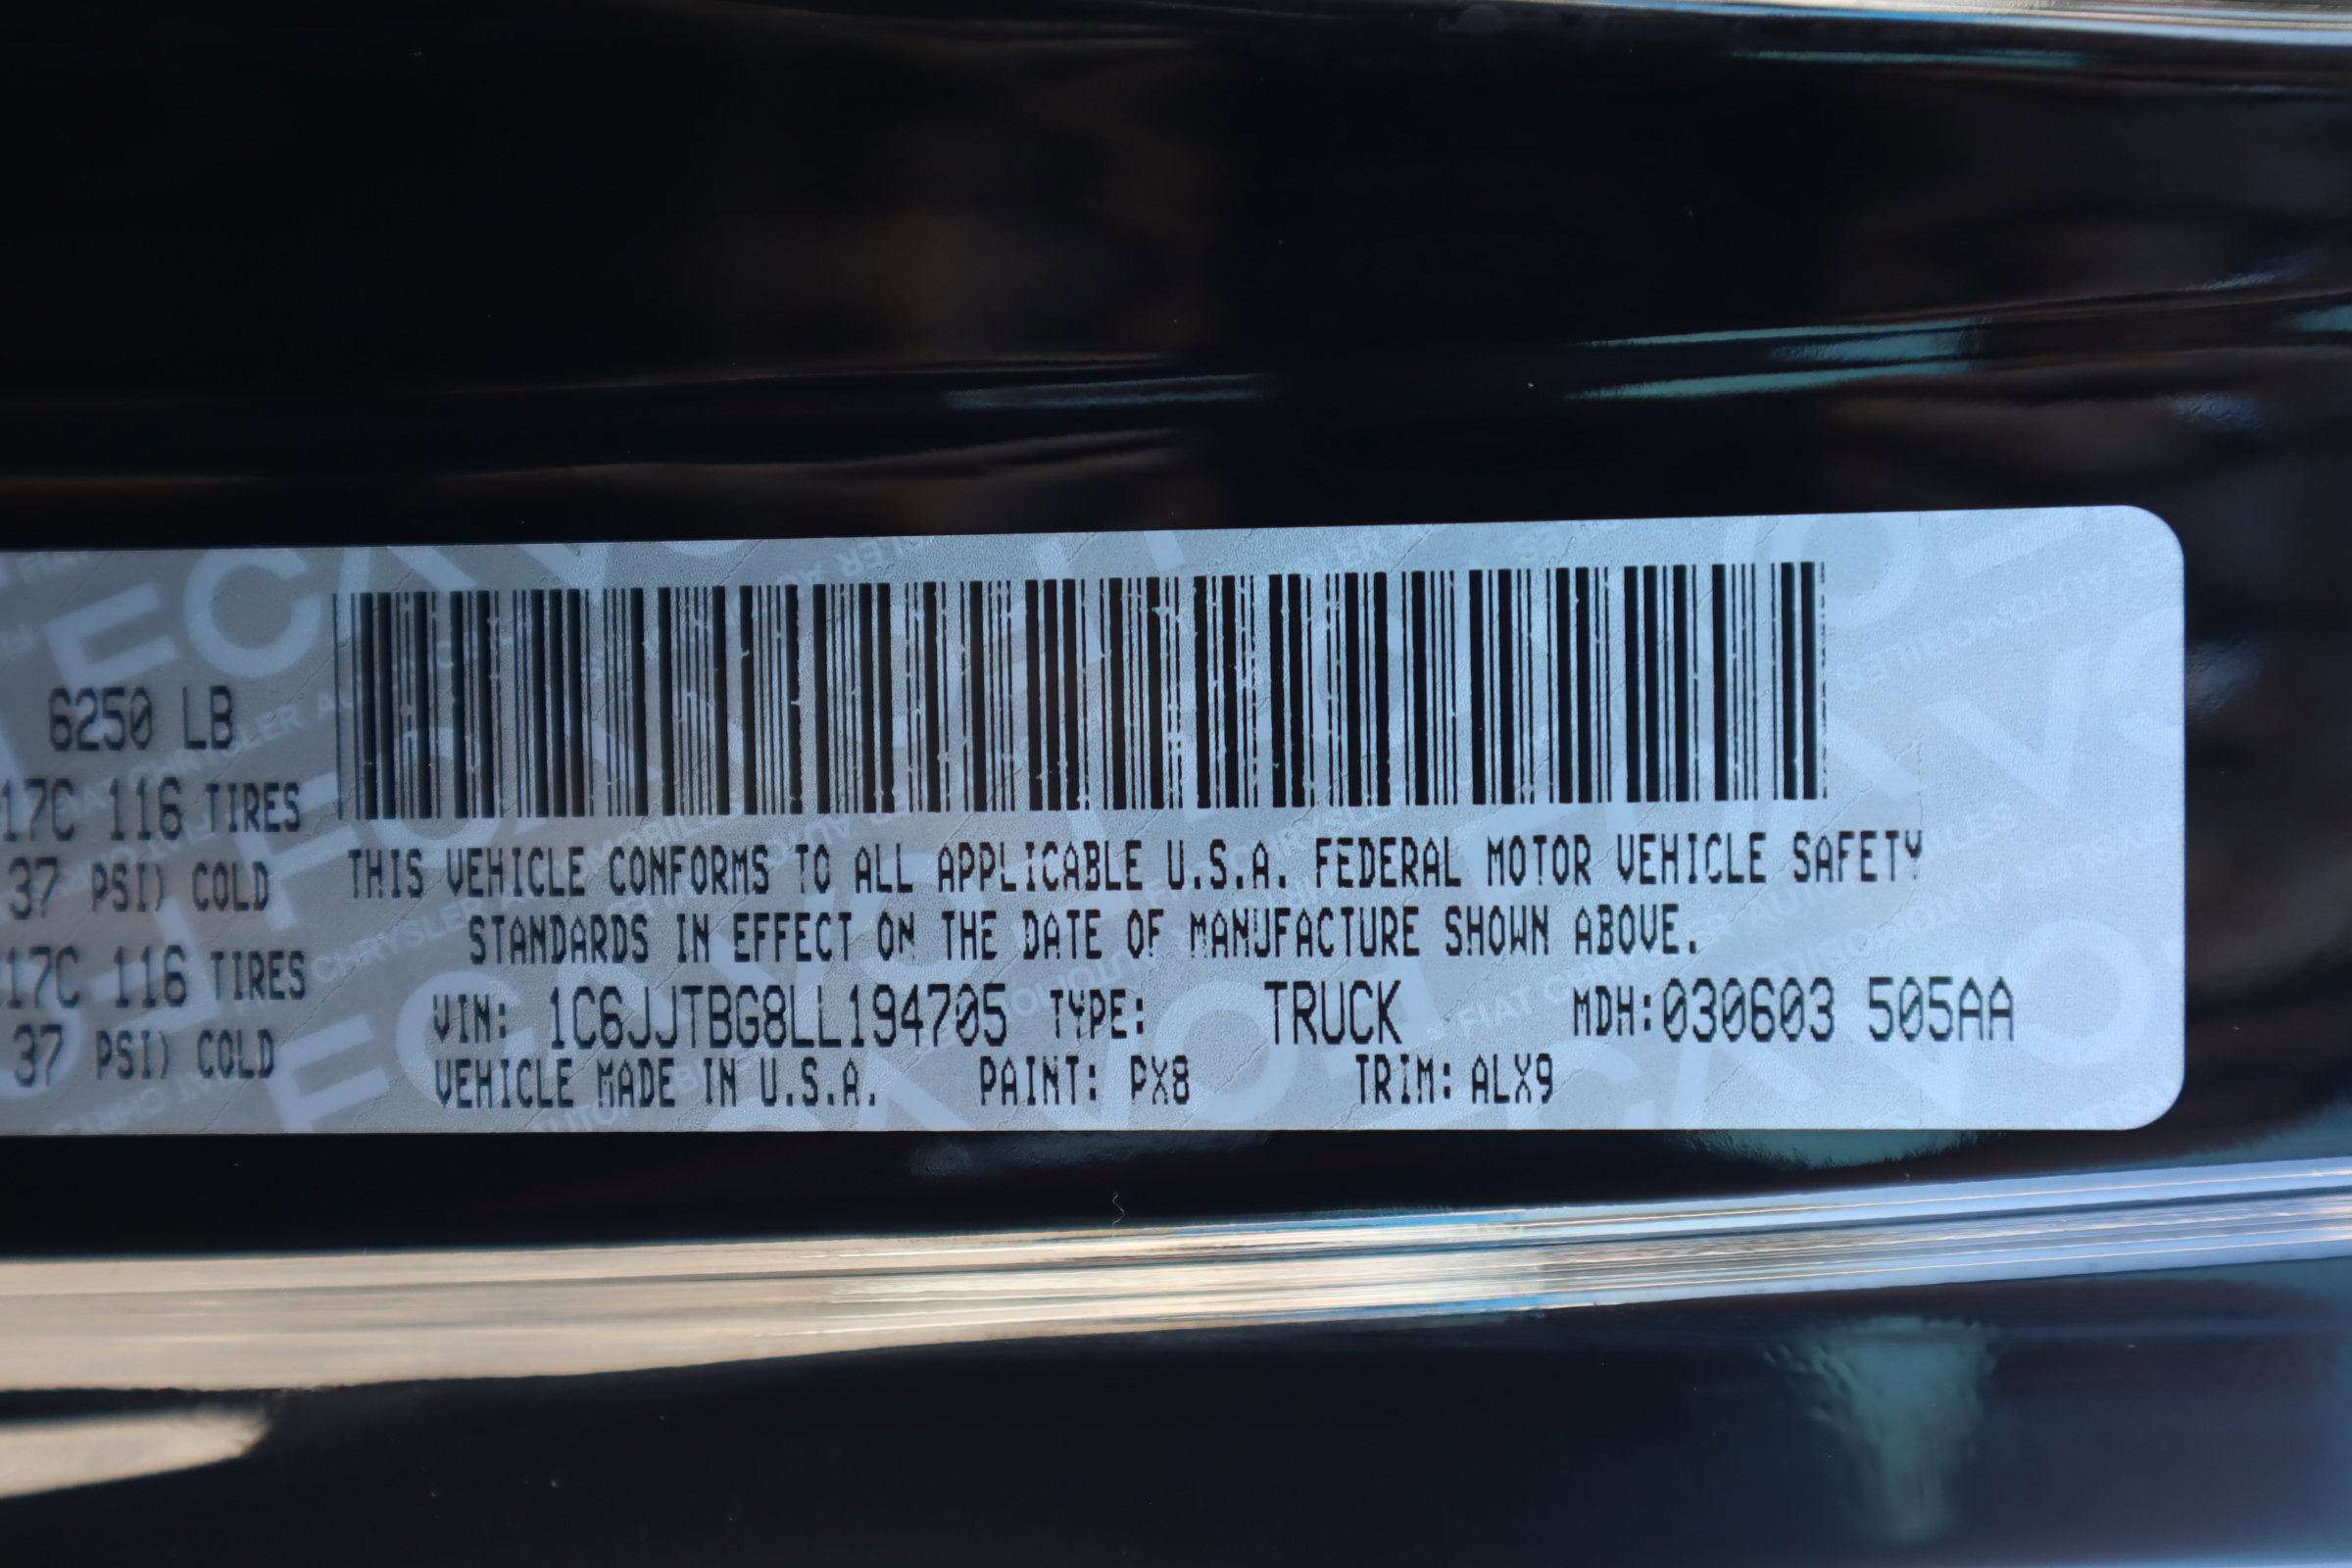 6250 LB
17C 116 TIRES
37 PSI) COLD
17C 116 TIRES
37 PSI) COLD
THIS VEHICLE CONFORMS TO ALL APPLICABLE U.S.A. FEDERAL MOTOR VEHICLE SAFETY
STANDARDS IN EFFECT ON THE DATE OF MANUFACTURE SHOWN ABOVE.
VIN: 1C6JJTBG8LL194705 TYPE: TRUCK MDH:030603 505AA
VEHICLE MADE IN U.S.A. PAINT: PX8 TRIM: ALX9